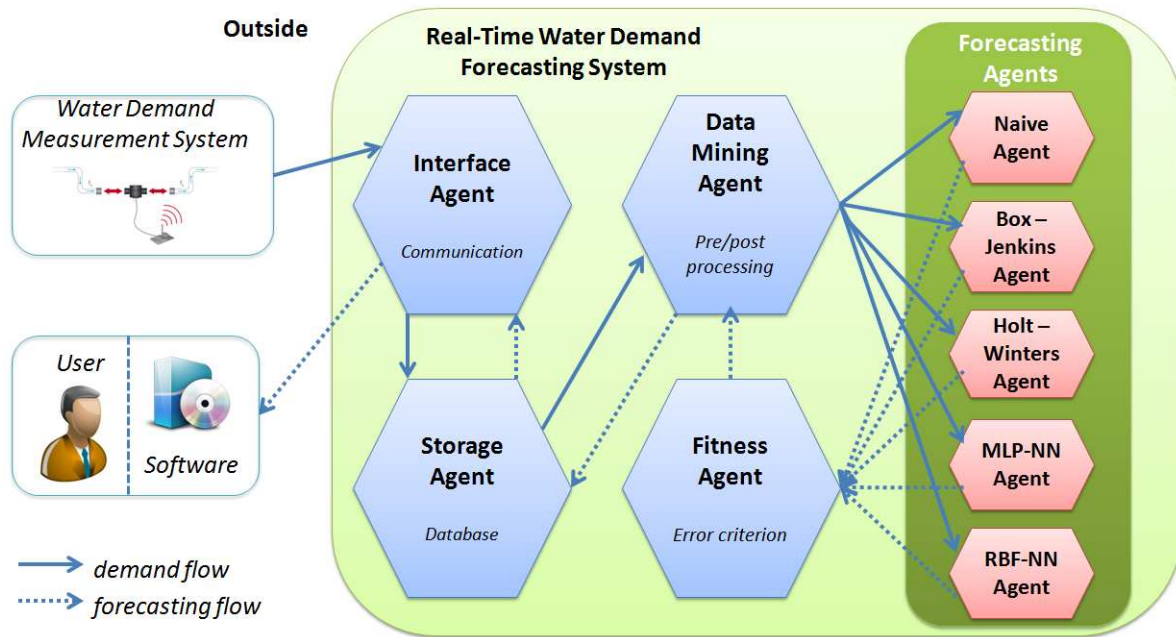 Outside
Real-Time Water Demand
Forecasting System
Forecasting
Agents
Water Demand
Measurement System
Interface
Agent
Communication
Data
Mining
Agent
Pre/post
processing
Naive
Agent
Box –
Jenkins
Agent
Holt –
Winters
Agent
MLP-NN
Agent
RBF-NN
Agent
User
Software
Storage
Agent
Database
Fitness
Agent
Error criterion
demand flow
forecasting flow